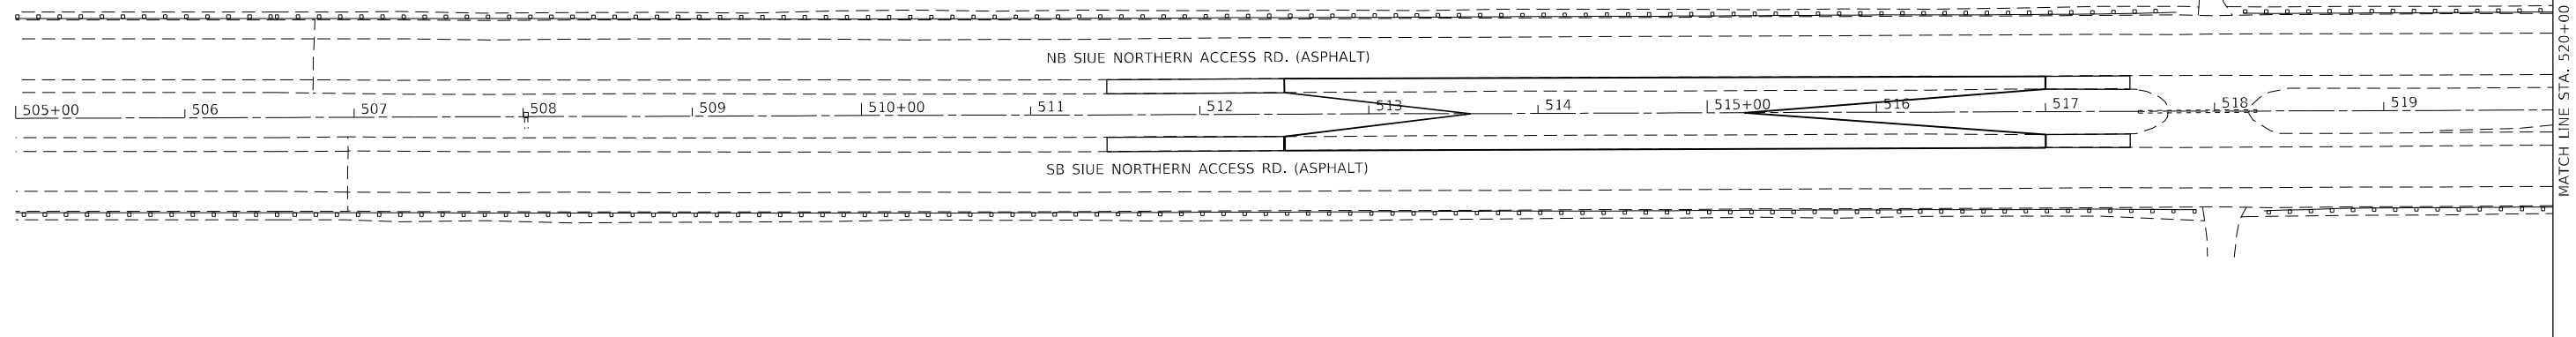 NB SIUE NORTHERN ACCESS RD. (ASPHALT)
505+00 506 507 508 509 510+00 511 512 513 514 515+00 516 517 518 519
SB SIUE NORTHERN ACCESS RD. (ASPHALT)
MATCH LINE STA. 520+00